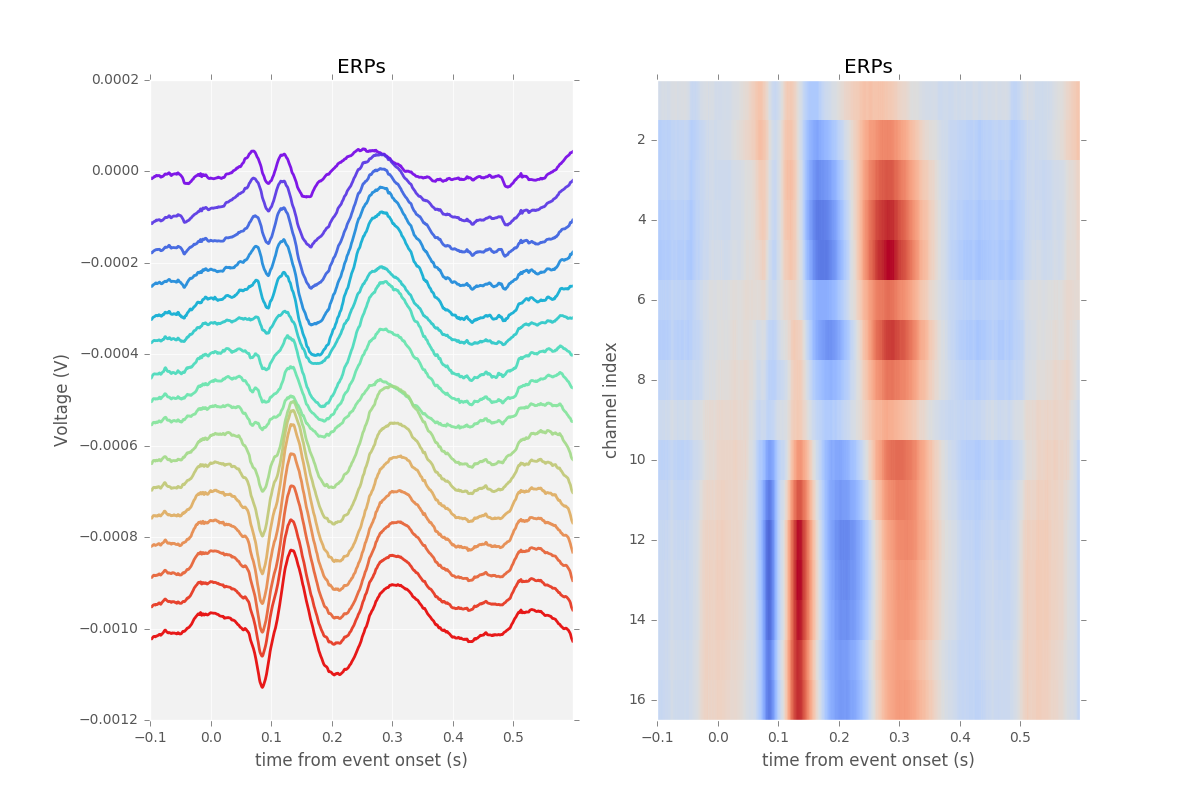 ERPs
0.0002
0.0000
−0.0002
−0.0004
−0.0006
−0.0008
−0.0010
−0.0012
Voltage (V)
−0.1 0.0 0.1 0.2 0.3 0.4 0.5
time from event onset (s)
ERPs
2
4
6
8
10
12
14
16
channel index
−0.1 0.0 0.1 0.2 0.3 0.4 0.5
time from event onset (s)